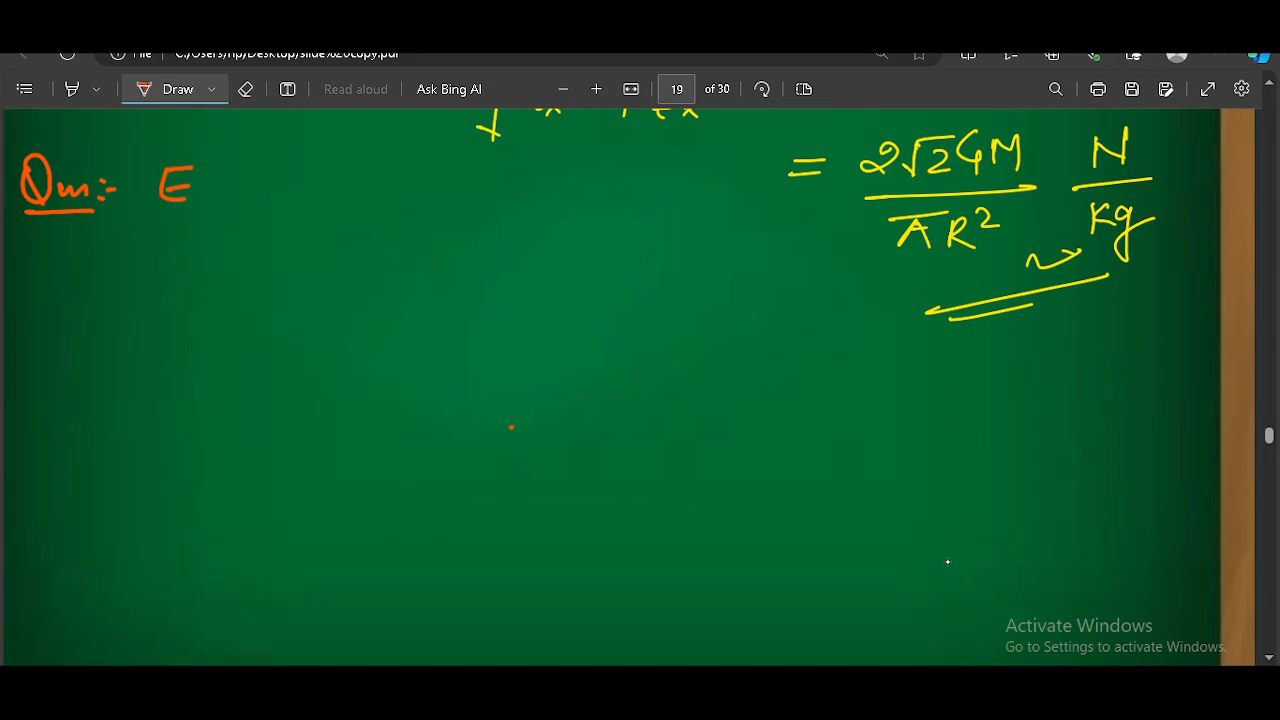 File C:/Users/hp/Desktop/slide%20copy.pdf
Draw Read aloud Ask Bing AI 19 of 30
= 2√2GM / πR² N / Kg
Qm:- E
Activate Windows
Go to Settings to activate Windows.